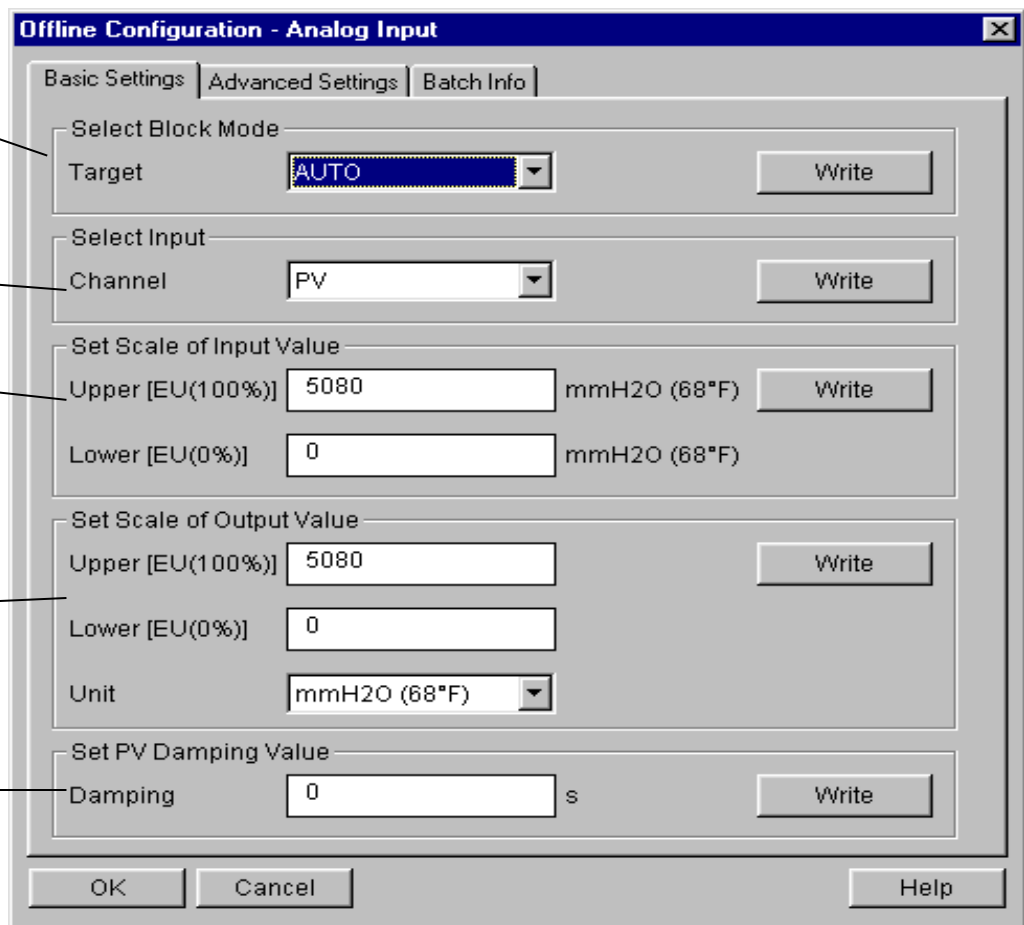 Offline Configuration - Analog Input
Basic Settings Advanced Settings Batch Info
Select Block Mode
Target AUTO Write
Select Input
Channel PV Write
Set Scale of Input Value
Upper [EU(100%)] 5080 mmH2O (68°F) Write
Lower [EU(0%)] 0 mmH2O (68°F)
Set Scale of Output Value
Upper [EU(100%)] 5080 Write
Lower [EU(0%)] 0
Unit mmH2O (68°F)
Set PV Damping Value
Damping 0 s Write
OK Cancel Help